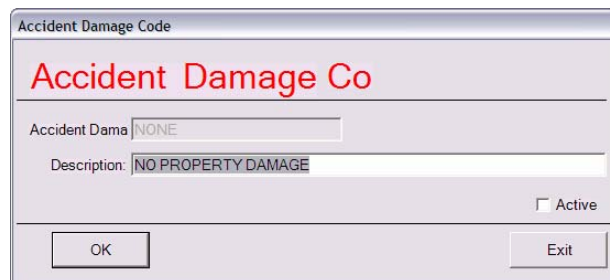 Accident Damage Code
Accident Damage Co
Accident Dama NONE
Description: NO PROPERTY DAMAGE
Active
OK Exit